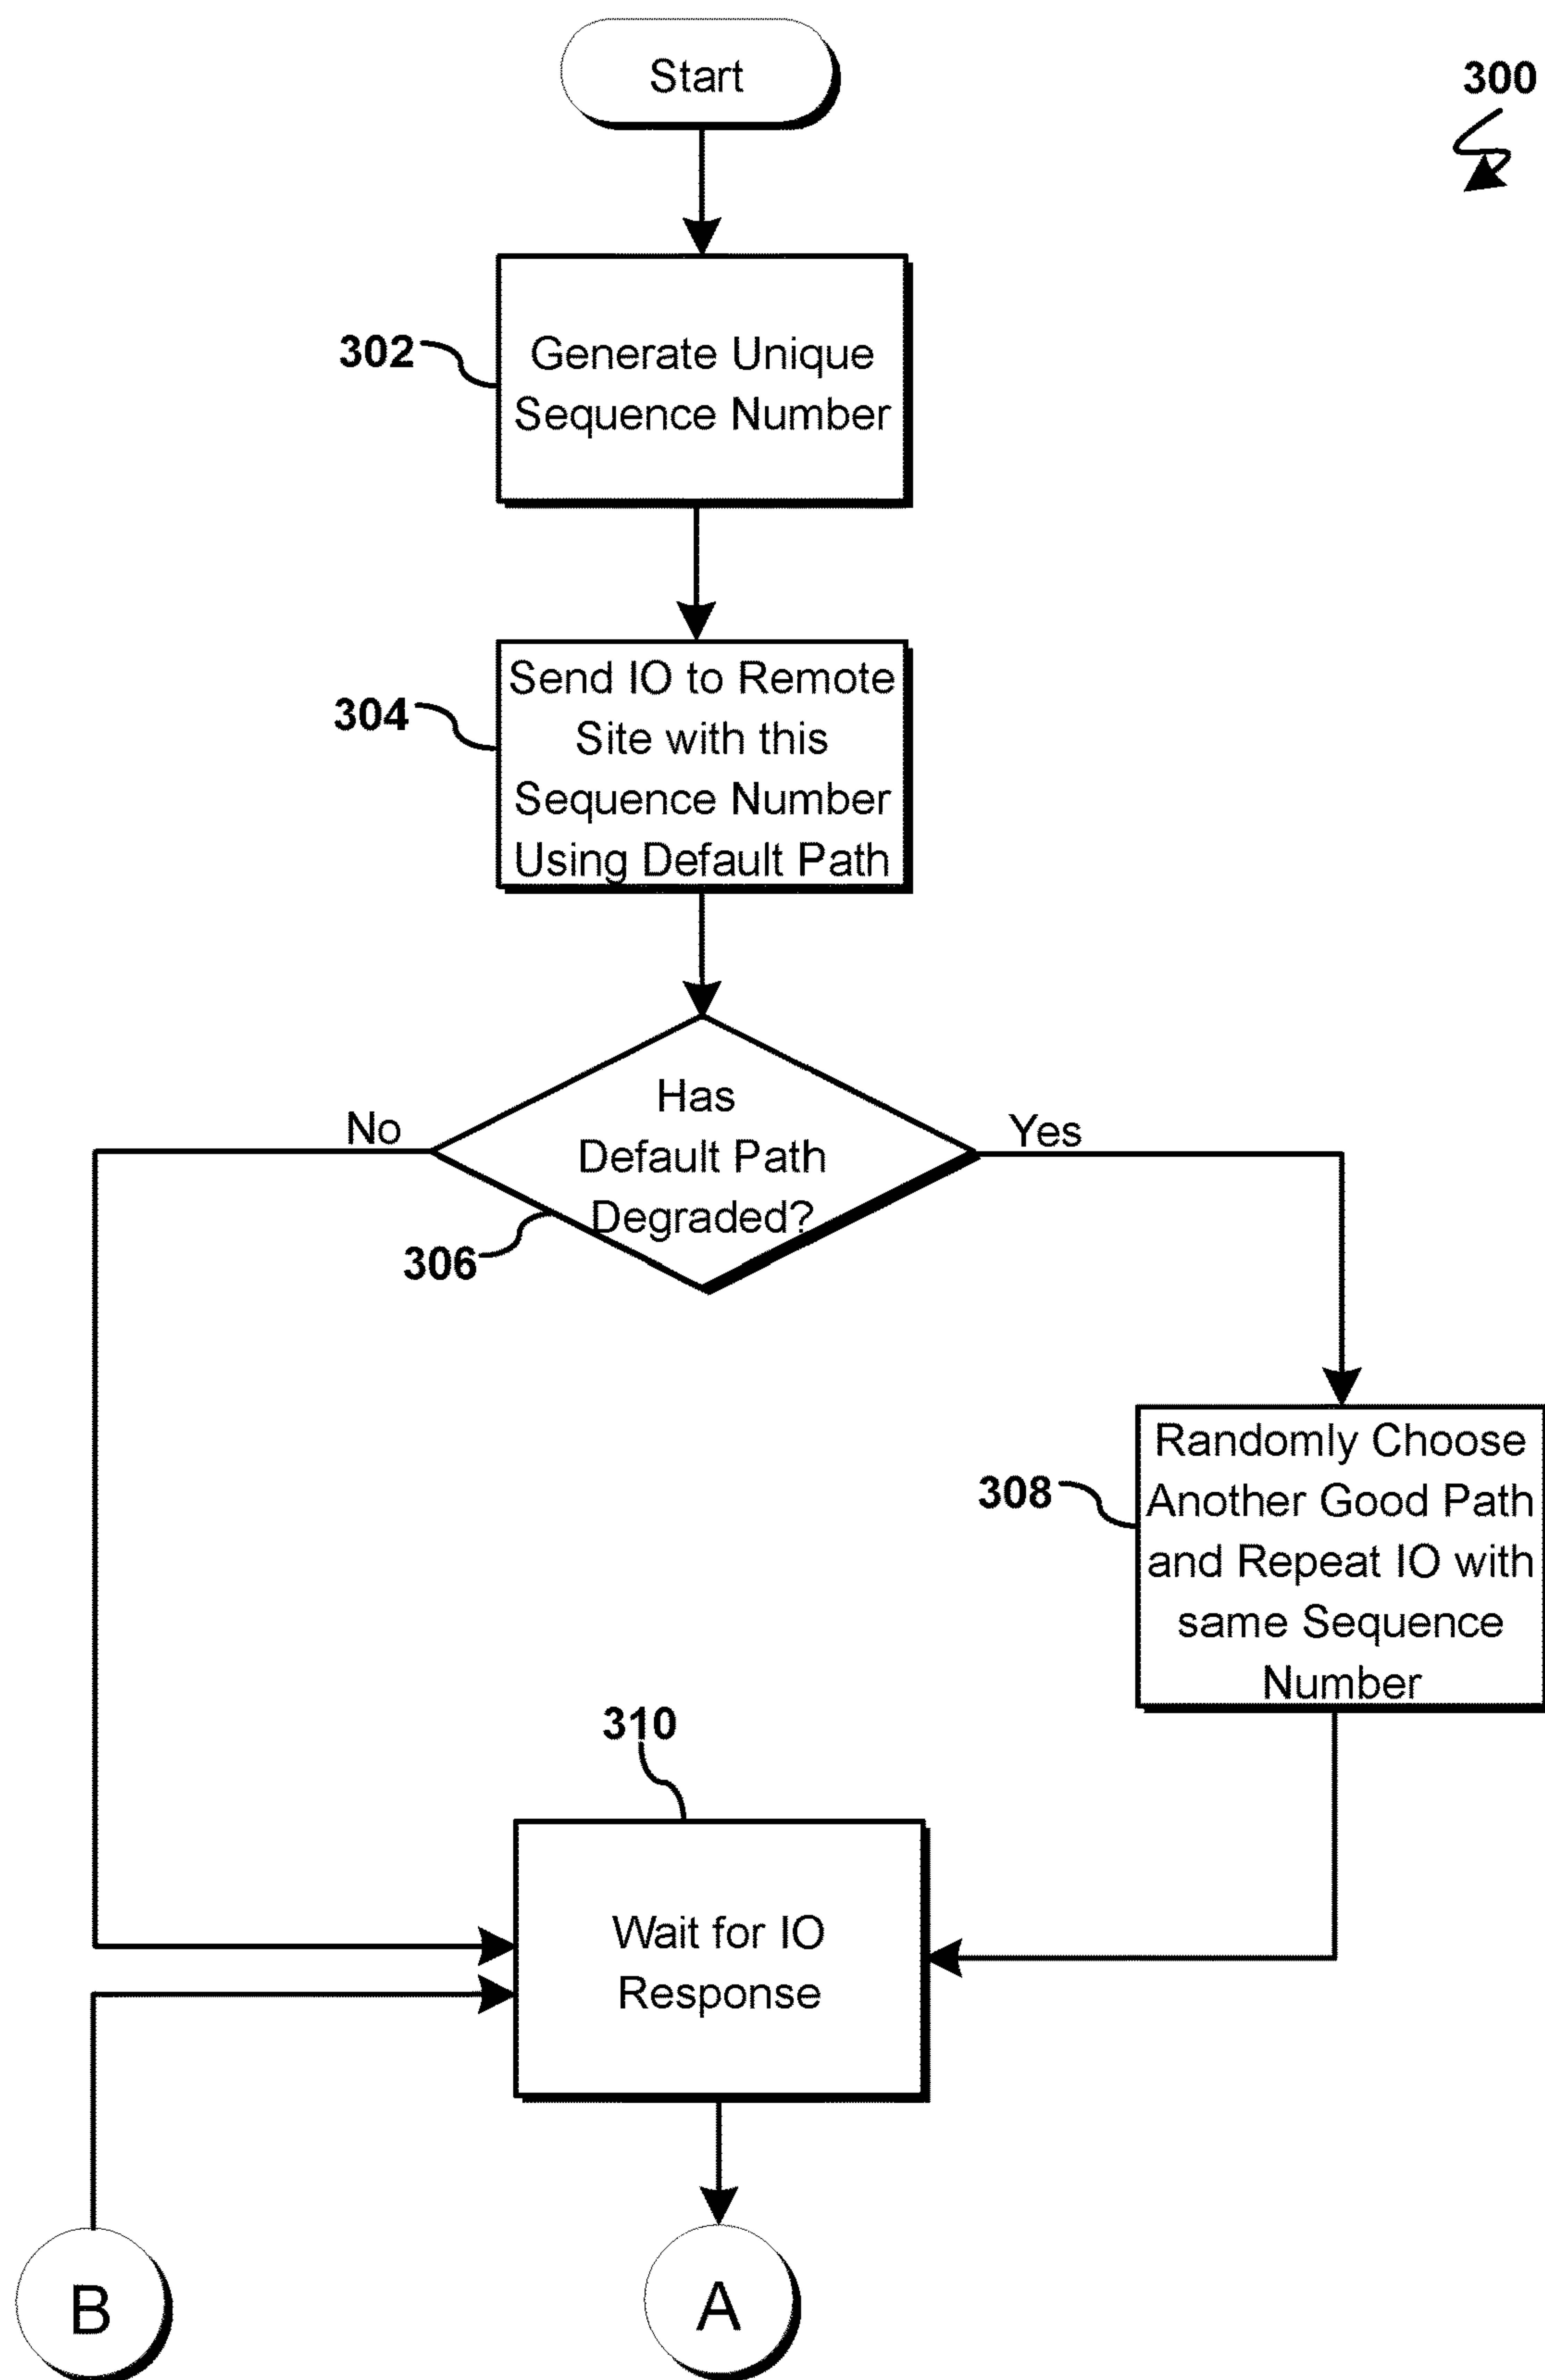 Start
300
302
Generate Unique
Sequence Number
304
Send IO to Remote
Site with this
Sequence Number
Using Default Path
No
Has
Default Path
Degraded?
Yes
306
308
Randomly Choose
Another Good Path
and Repeat IO with
same Sequence
Number
310
Wait for IO
Response
B
A